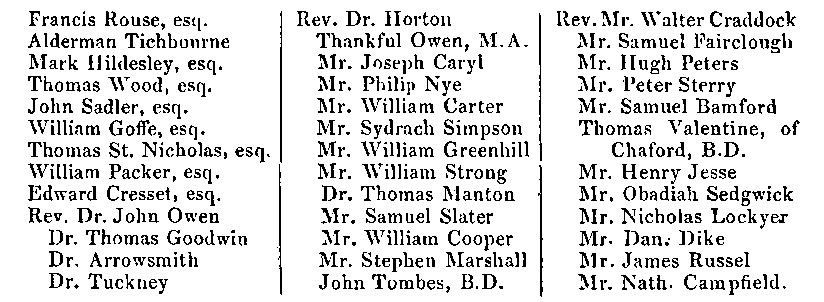 Francis Rouse, esq.
Alderman Tichbourne
Mark Hildesley, esq.
Thomas Wood, esq.
John Sadler, esq.
William Goffe, esq.
Thomas St. Nicholas, esq.
William Packer, esq.
Edward Cresset, esq.
Rev. Dr. John Owen
Dr. Thomas Goodwin
Dr. Arrowsmith
Dr. Tuckney
Rev. Dr. Horton
Thankful Owen, M.A.
Mr. Joseph Caryl
Mr. Philip Nye
Mr. William Carter
Mr. Sydrach Simpson
Mr. William Greenhill
Mr. William Strong
Dr. Thomas Manton
Mr. Samuel Slater
Mr. William Cooper
Mr. Stephen Marshall
John Tombes, B.D.
Rev. Mr. Walter Craddock
Mr. Samuel Fairclough
Mr. Hugh Peters
Mr. Peter Sterry
Mr. Samuel Bamford
Thomas Valentine, of
Chaford, B.D.
Mr. Henry Jesse
Mr. Obadiah Sedgwick
Mr. Nicholas Lockyer
Mr. Dan. Dike
Mr. James Russel
Mr. Nath. Campfield.